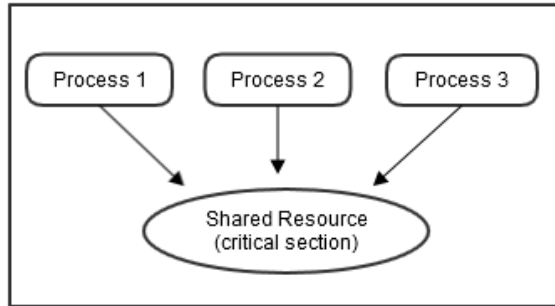 Process 1
Process 2
Process 3
Shared Resource
(critical section)